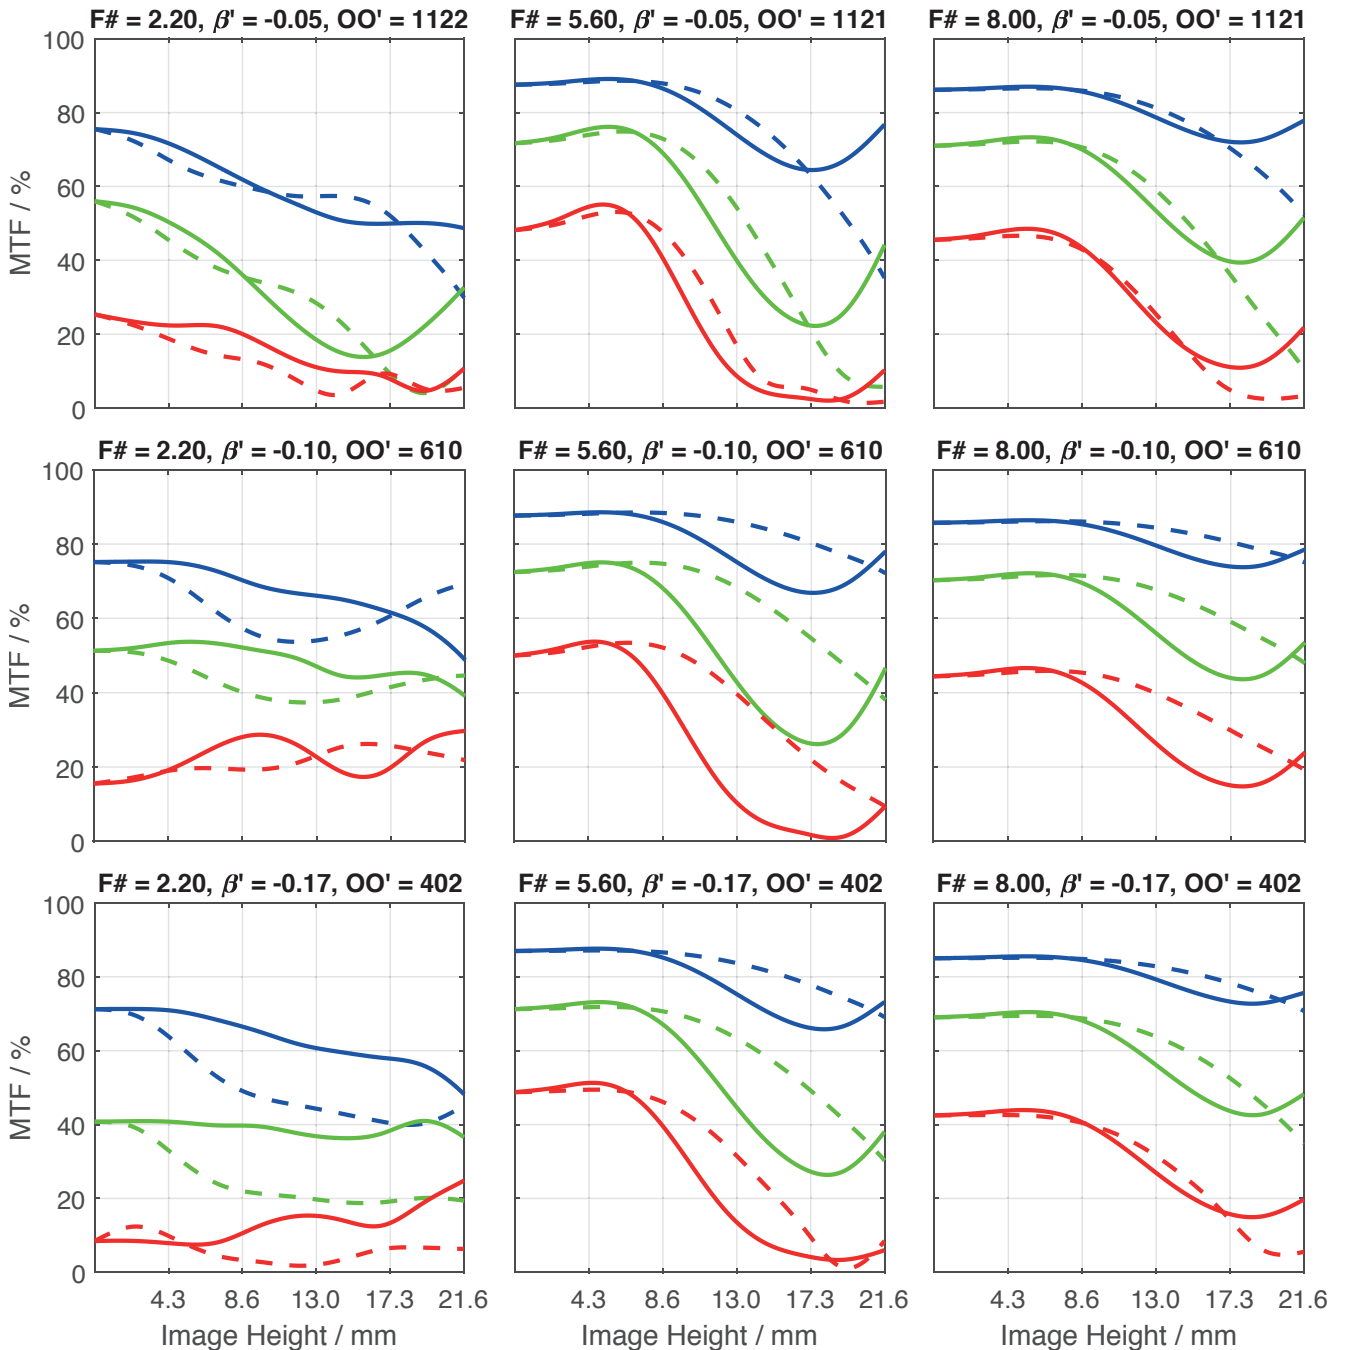 F# = 2.20, β' = -0.05, OO' = 1122
F# = 5.60, β' = -0.05, OO' = 1121
F# = 8.00, β' = -0.05, OO' = 1121
100
80
60
40
20
0
MTF / %
F# = 2.20, β' = -0.10, OO' = 610
F# = 5.60, β' = -0.10, OO' = 610
F# = 8.00, β' = -0.10, OO' = 610
100
80
60
40
20
0
MTF / %
F# = 2.20, β' = -0.17, OO' = 402
F# = 5.60, β' = -0.17, OO' = 402
F# = 8.00, β' = -0.17, OO' = 402
100
80
60
40
20
0
MTF / %
4.3 8.6 13.0 17.3 21.6
4.3 8.6 13.0 17.3 21.6
4.3 8.6 13.0 17.3 21.6
Image Height / mm
Image Height / mm
Image Height / mm